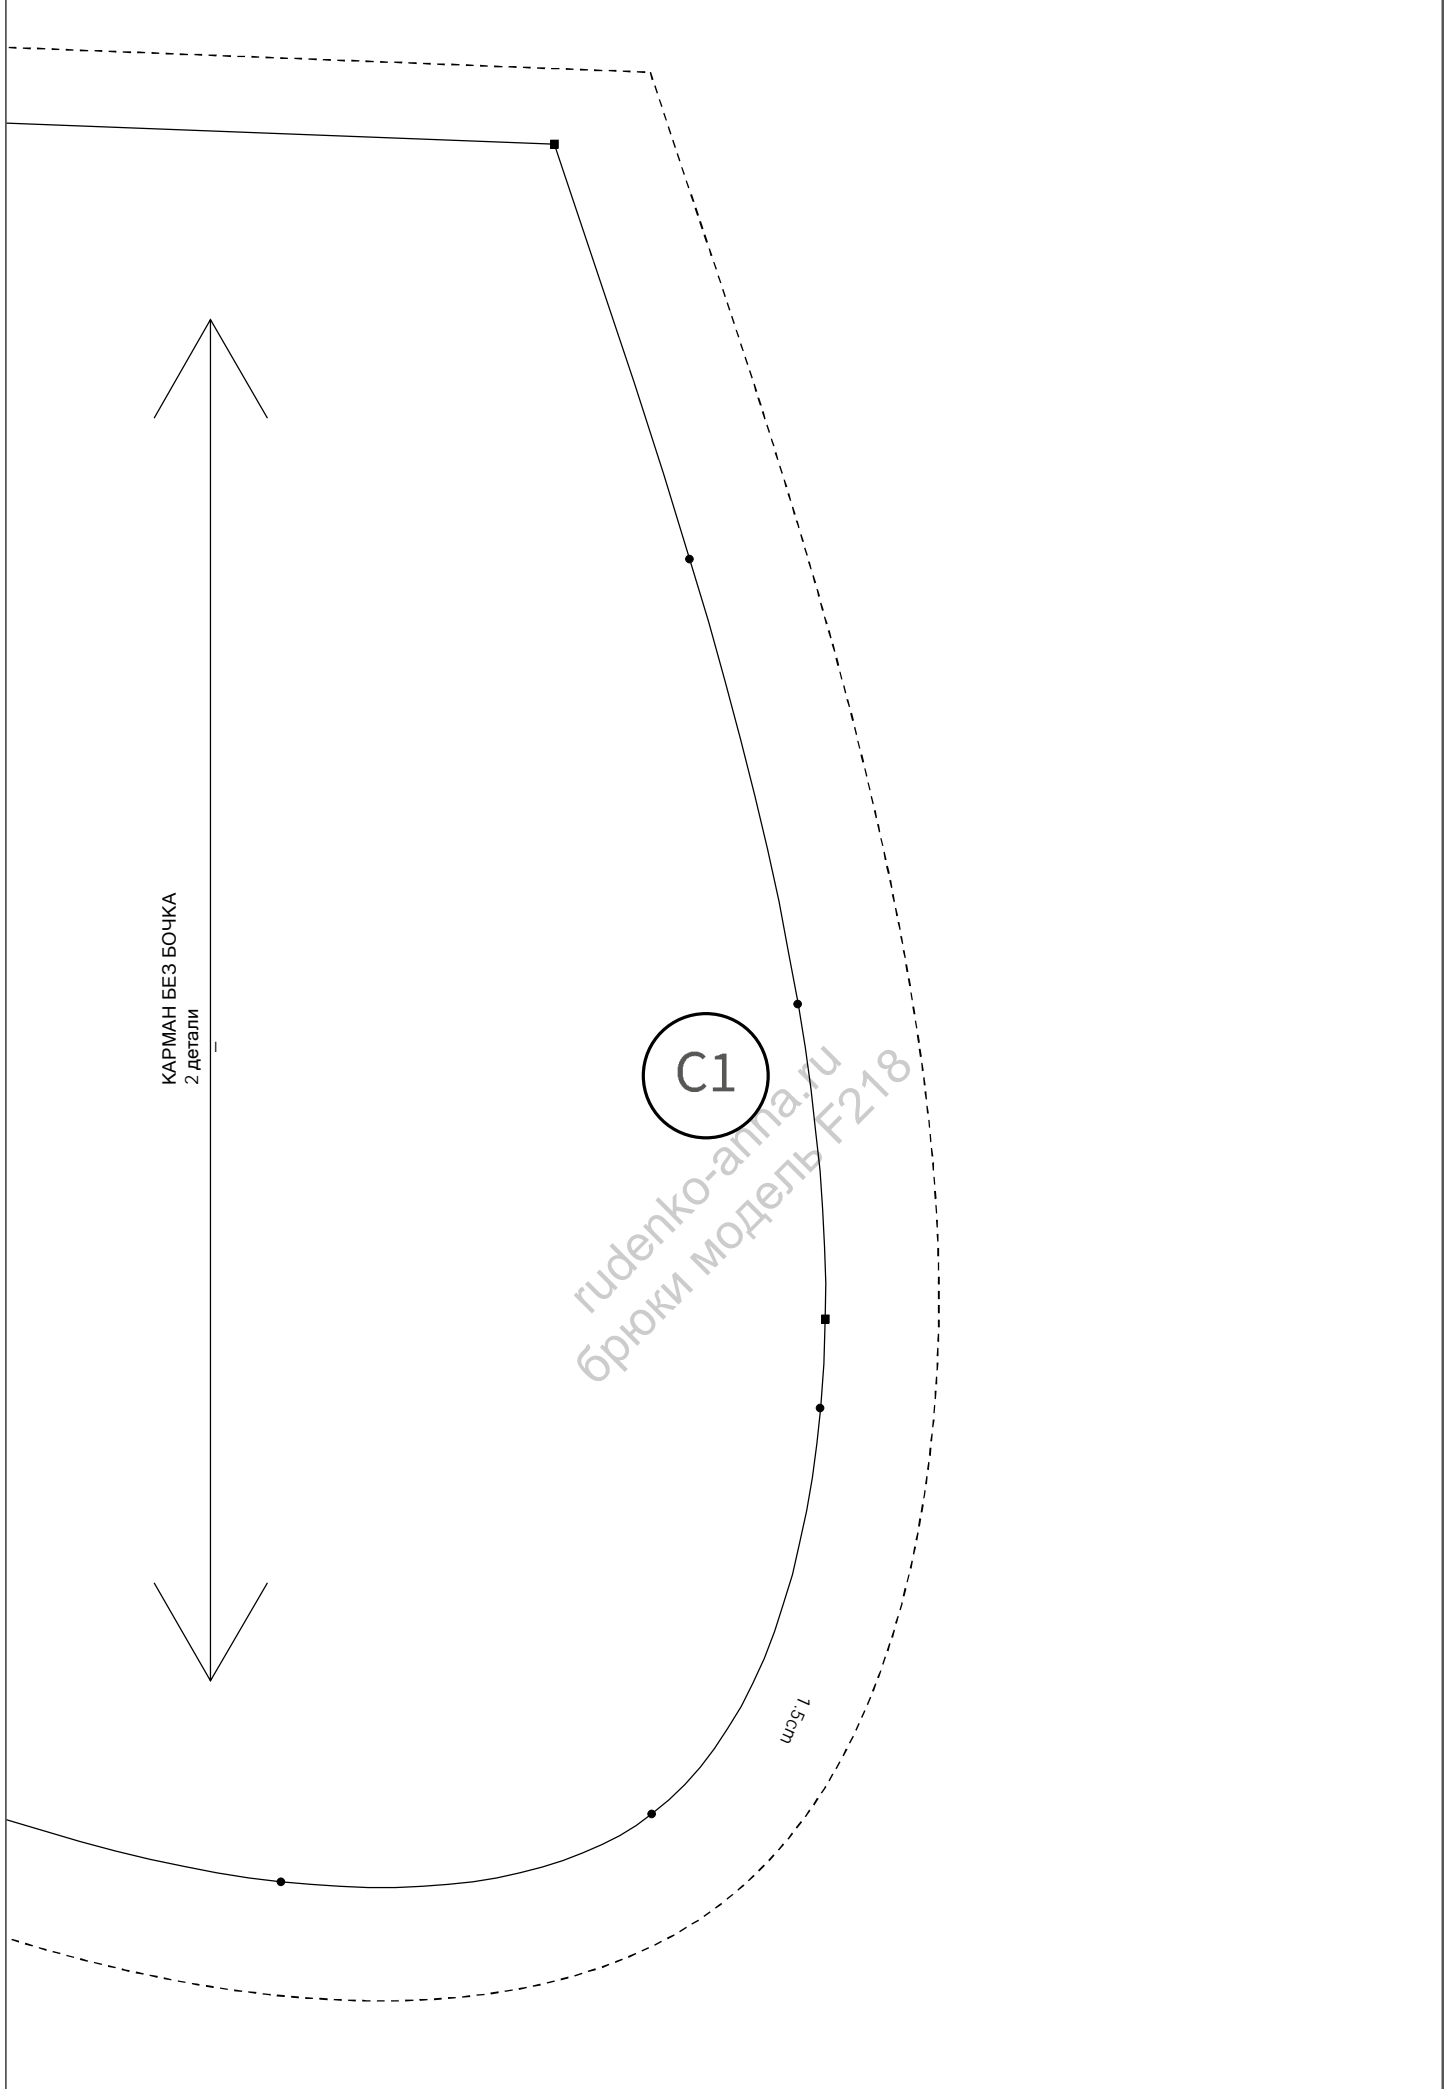 КАРМАН БЕЗ БОЧКА
2 детали
C1
rudenko-anna.ru
брюки модель F218
1.5cm